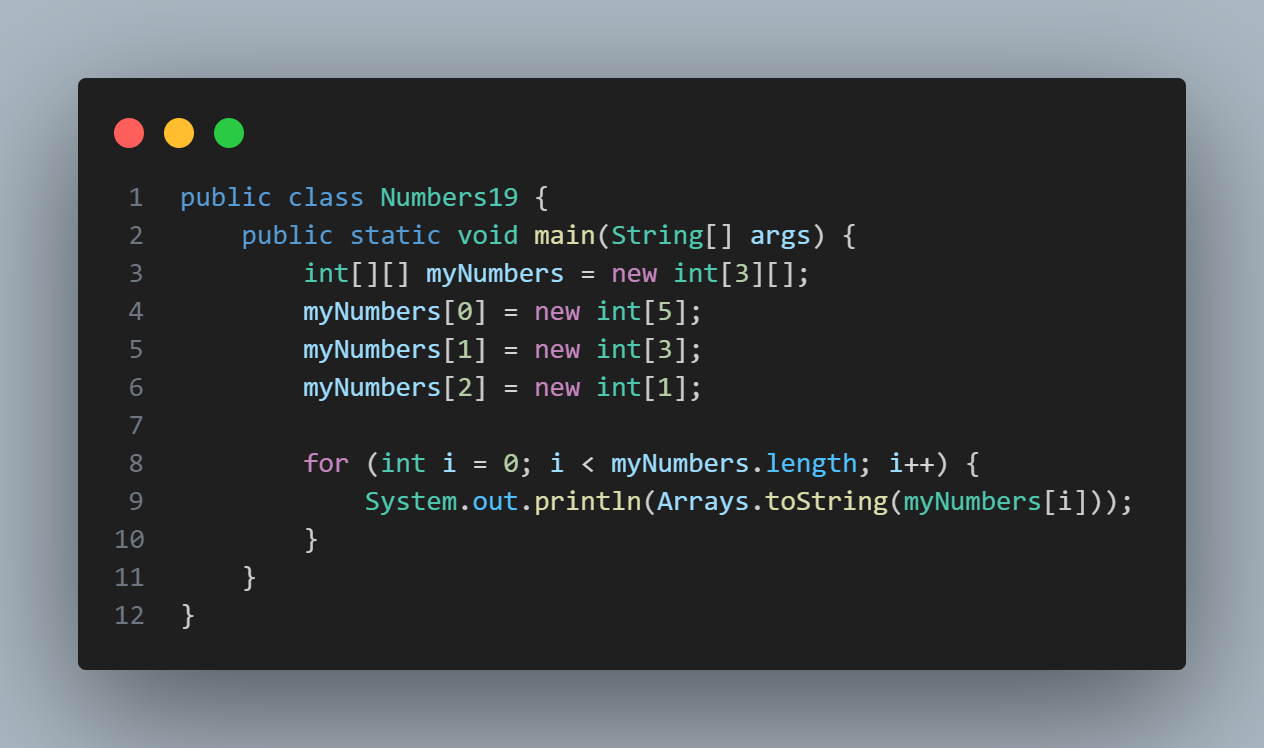 1 public class Numbers19 {
2     public static void main(String[] args) {
3         int[][] myNumbers = new int[3][];
4         myNumbers[0] = new int[5];
5         myNumbers[1] = new int[3];
6         myNumbers[2] = new int[1];
7
8         for (int i = 0; i < myNumbers.length; i++) {
9             System.out.println(Arrays.toString(myNumbers[i]));
10         }
11     }
12 }